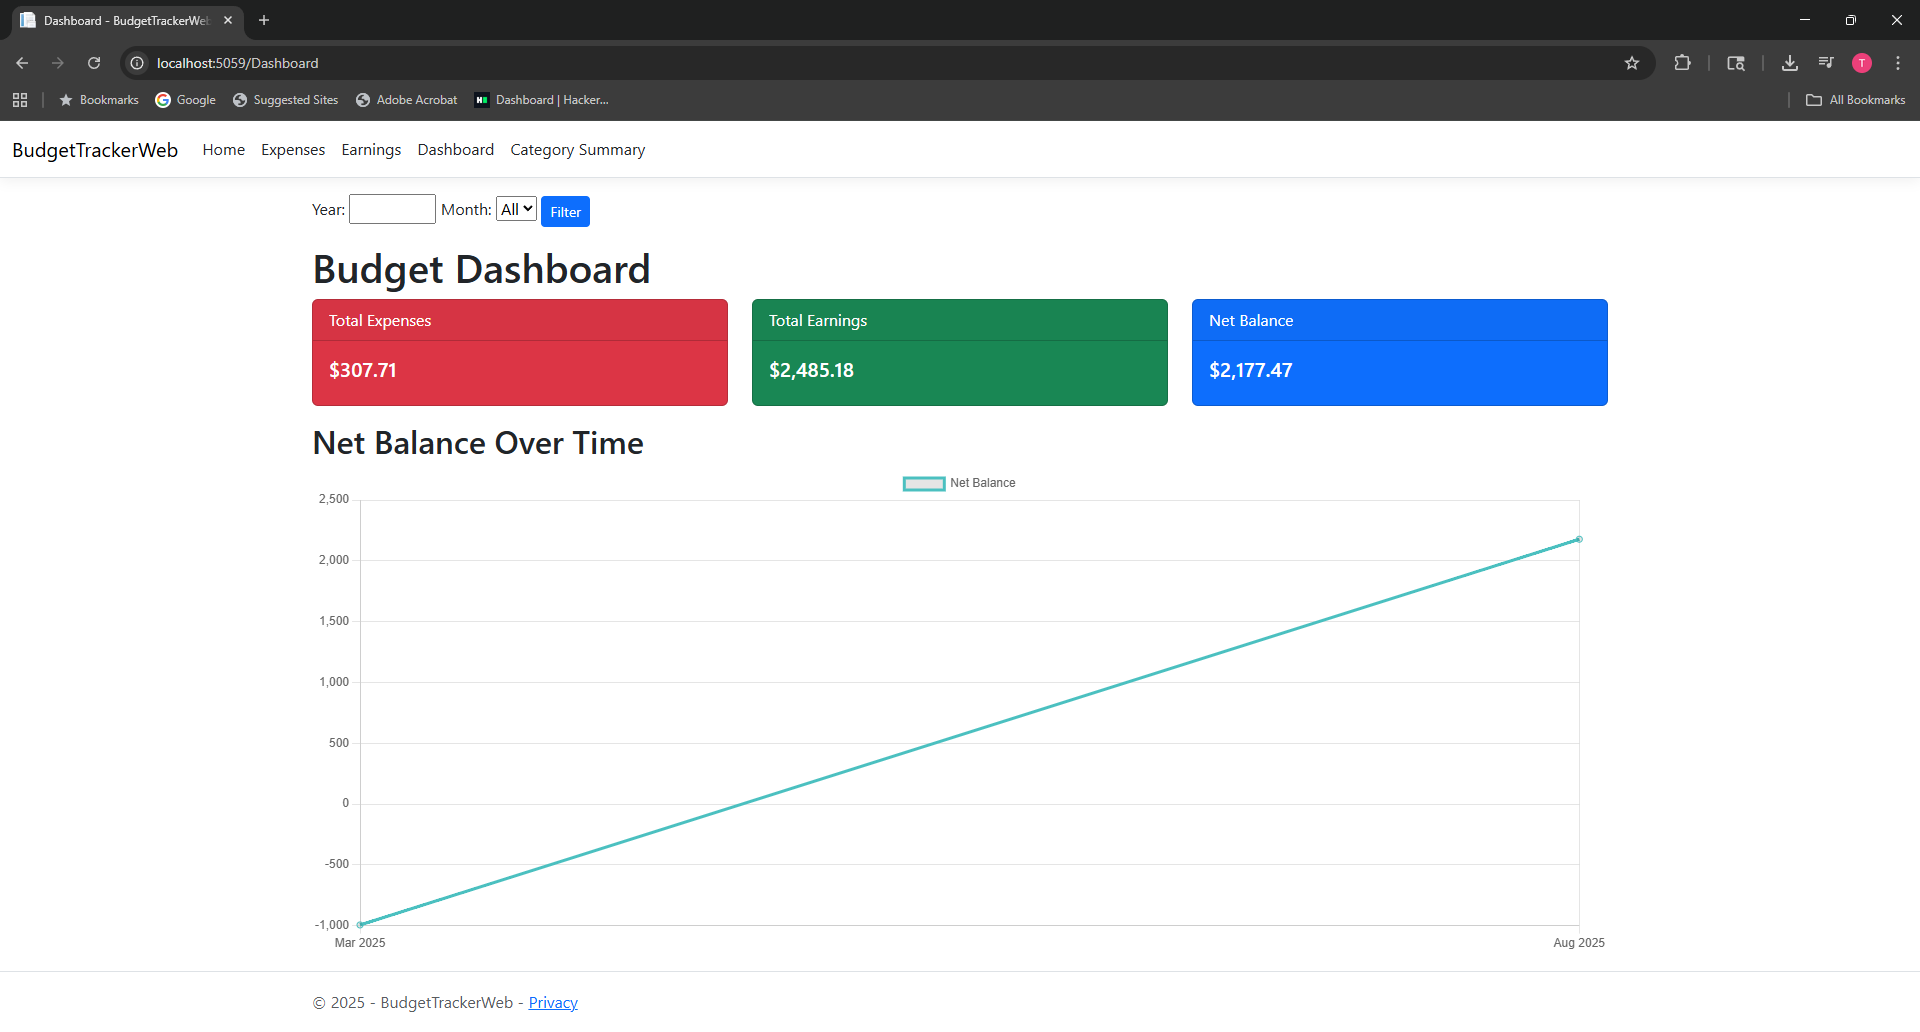 Dashboard - BudgetTrackerWeb
localhost:5059/Dashboard
T
Bookmarks Google Suggested Sites Adobe Acrobat Dashboard | Hacker... All Bookmarks
BudgetTrackerWeb Home Expenses Earnings Dashboard Category Summary
Year: Month: All Filter
Budget Dashboard
Total Expenses
$307.71
Total Earnings
$2,485.18
Net Balance
$2,177.47
Net Balance Over Time
Net Balance
2,500
2,000
1,500
1,000
500
0
-500
-1,000
Mar 2025 Aug 2025
© 2025 - BudgetTrackerWeb - Privacy